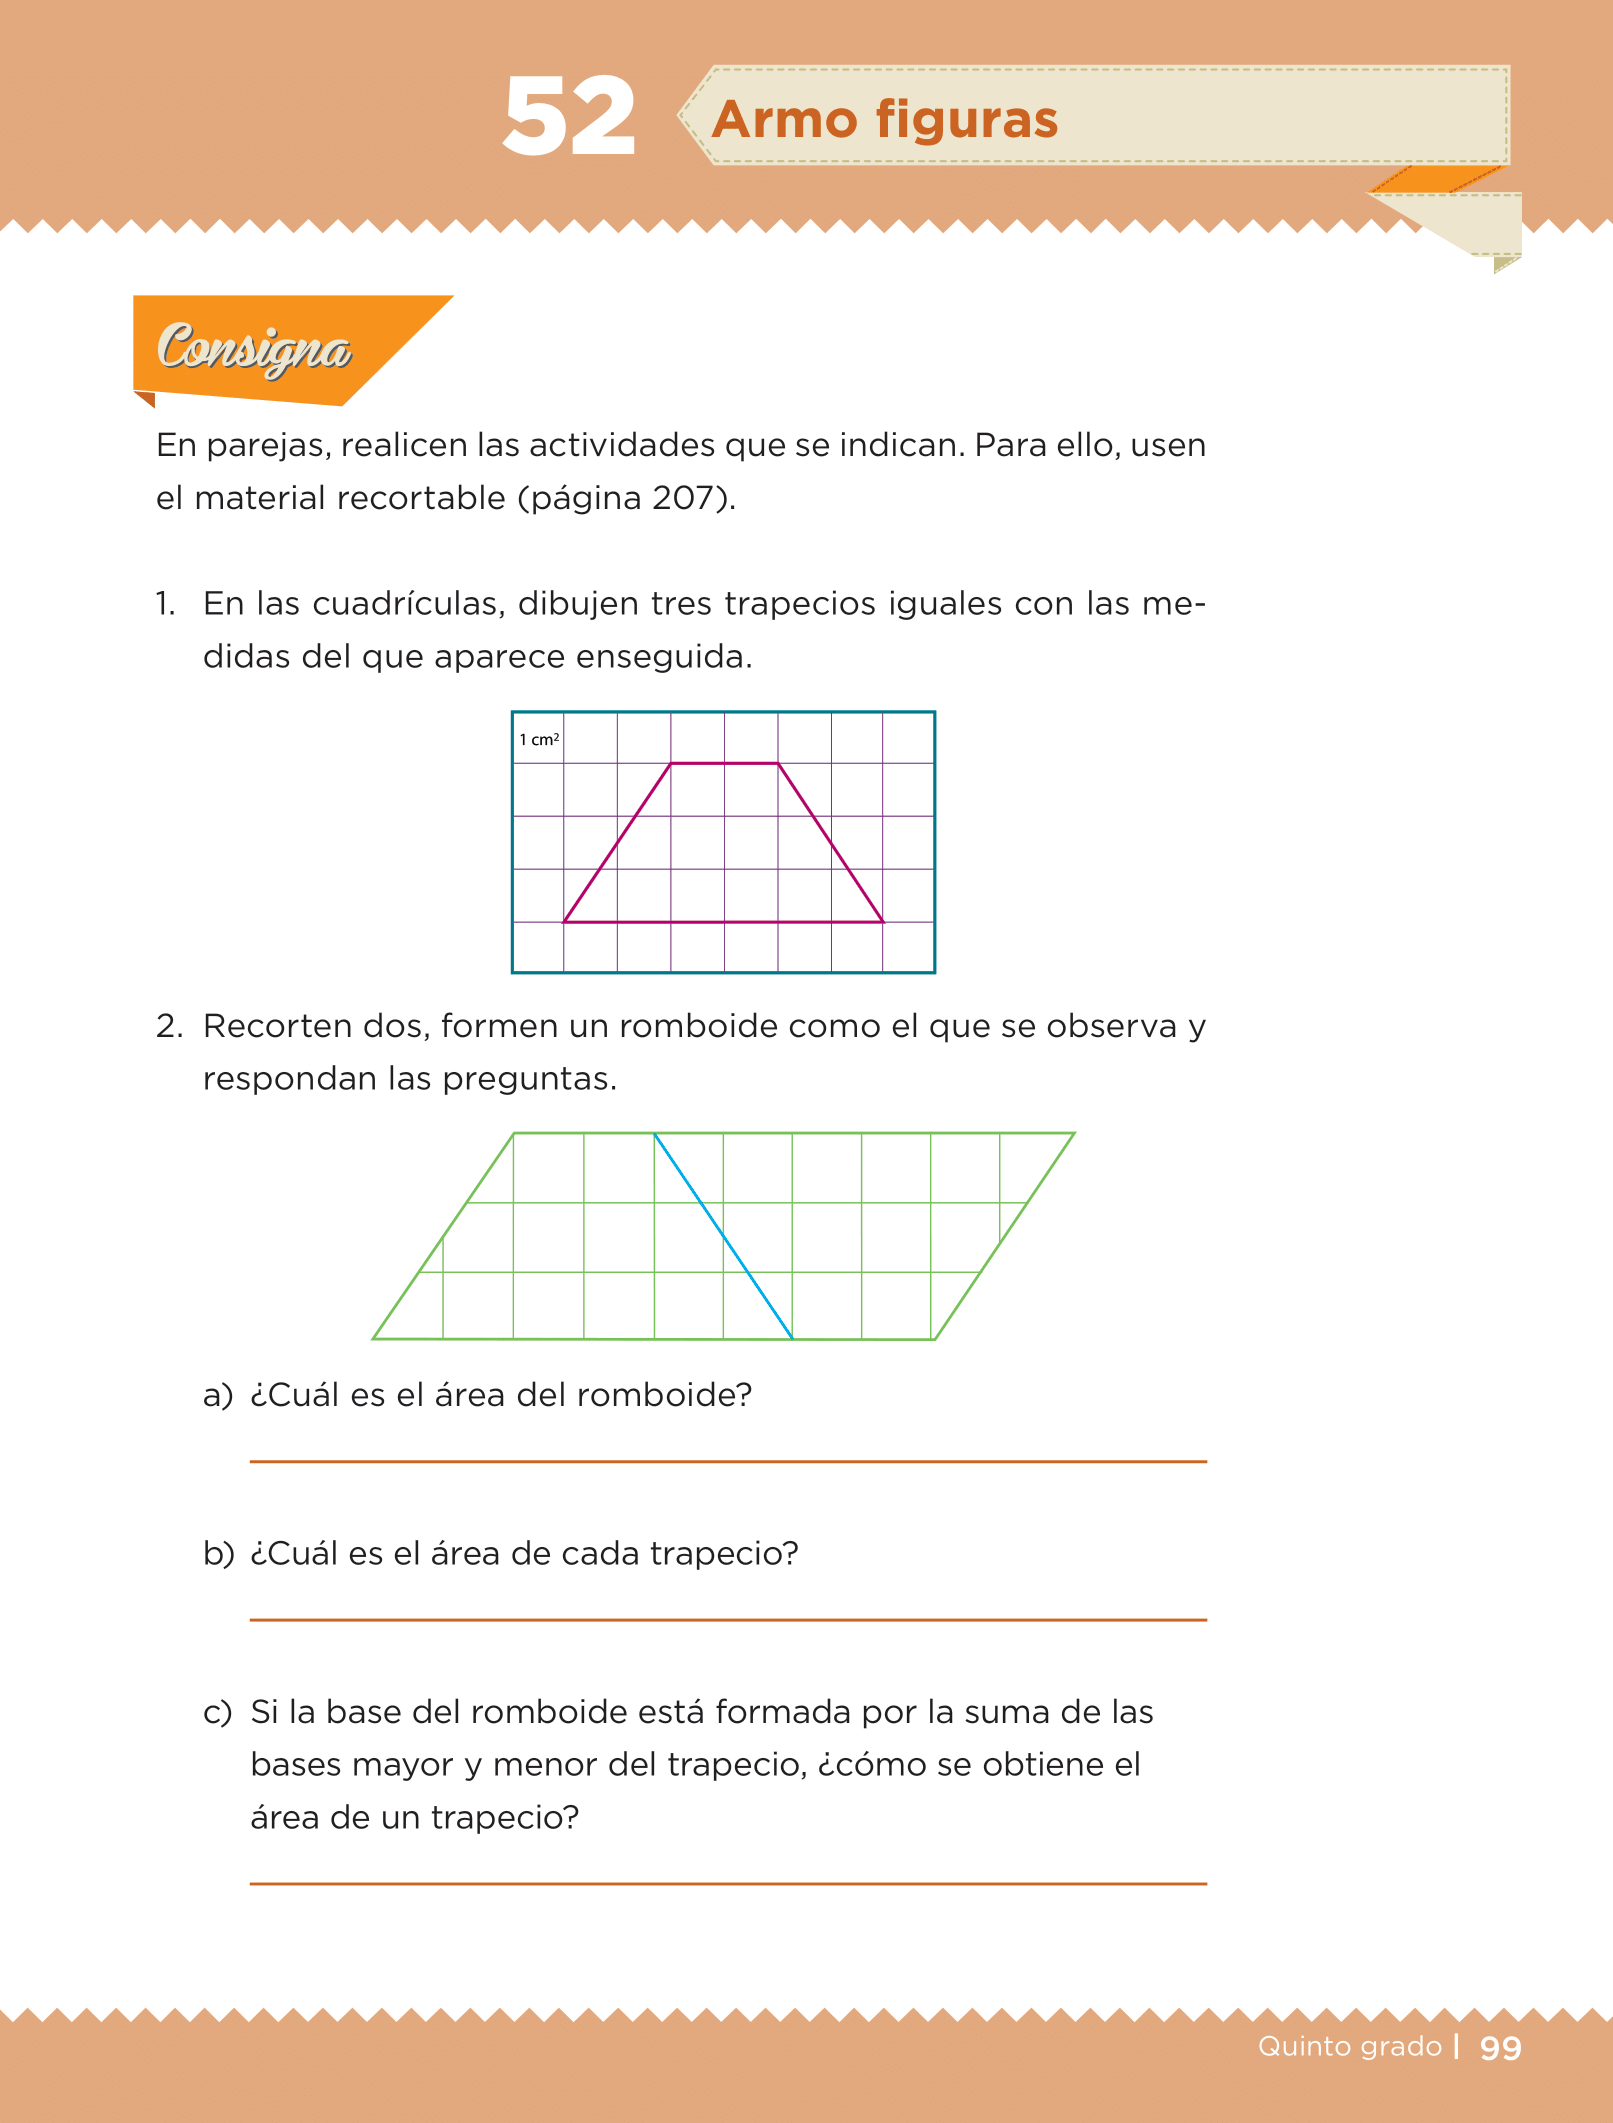 52
Armo figuras
Consigna
En parejas, realicen las actividades que se indican. Para ello, usen
el material recortable (página 207).
1. En las cuadrículas, dibujen tres trapecios iguales con las me-
didas del que aparece enseguida.
1 cm²
2. Recorten dos, formen un romboide como el que se observa y
respondan las preguntas.
a) ¿Cuál es el área del romboide?
b) ¿Cuál es el área de cada trapecio?
c) Si la base del romboide está formada por la suma de las
bases mayor y menor del trapecio, ¿cómo se obtiene el
área de un trapecio?
Quinto grado | 99